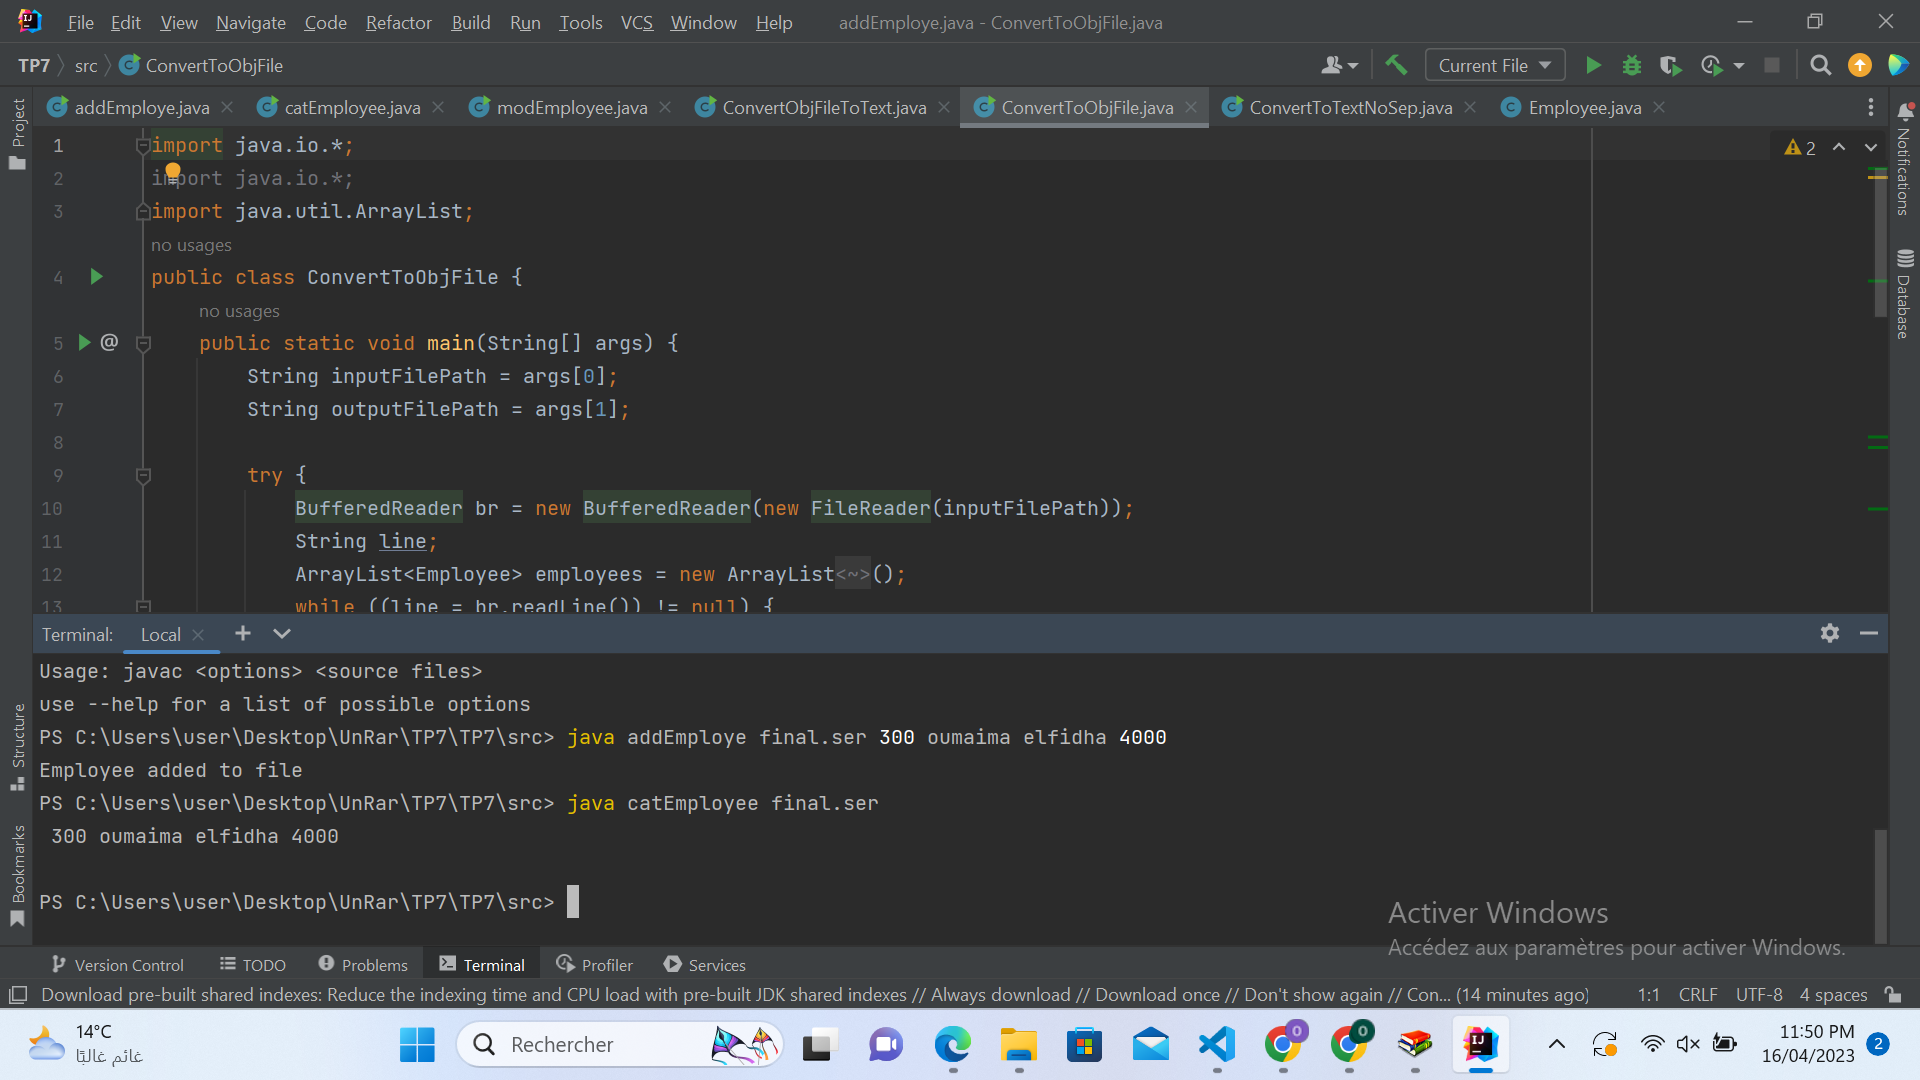 File Edit View Navigate Code Refactor Build Run Tools VCS Window Help addEmploye.java - ConvertToObjFile.java
TP7 src ConvertToObjFile
Current File
addEmploye.java catEmployee.java modEmployee.java ConvertObjFileToText.java ConvertToObjFile.java ConvertToTextNoSep.java Employee.java
Project
Structure
Bookmarks
Notifications
Database
2
1 import java.io.*;
2 import java.io.*;
3 import java.util.ArrayList;
no usages
4 public class ConvertToObjFile {
no usages
5 @ public static void main(String[] args) {
6 String inputFilePath = args[0];
7 String outputFilePath = args[1];
8
9 try {
10 BufferedReader br = new BufferedReader(new FileReader(inputFilePath));
11 String line;
12 ArrayList<Employee> employees = new ArrayList<~>();
13 while ((line = br.readLine()) != null) {
Terminal: Local
Usage: javac <options> <source files>
use --help for a list of possible options
PS C:\Users\user\Desktop\UnRar\TP7\TP7\src> java addEmploye final.ser 300 oumaima elfidha 4000
Employee added to file
PS C:\Users\user\Desktop\UnRar\TP7\TP7\src> java catEmployee final.ser
300 oumaima elfidha 4000
PS C:\Users\user\Desktop\UnRar\TP7\TP7\src>
Activer Windows
Accédez aux paramètres pour activer Windows.
Version Control TODO Problems Terminal Profiler Services
Download pre-built shared indexes: Reduce the indexing time and CPU load with pre-built JDK shared indexes // Always download // Download once // Don't show again // Con... (14 minutes ago) 1:1 CRLF UTF-8 4 spaces
14°C
غائم غالبًا
Rechercher
0
0
IJ
11:50 PM
16/04/2023
2